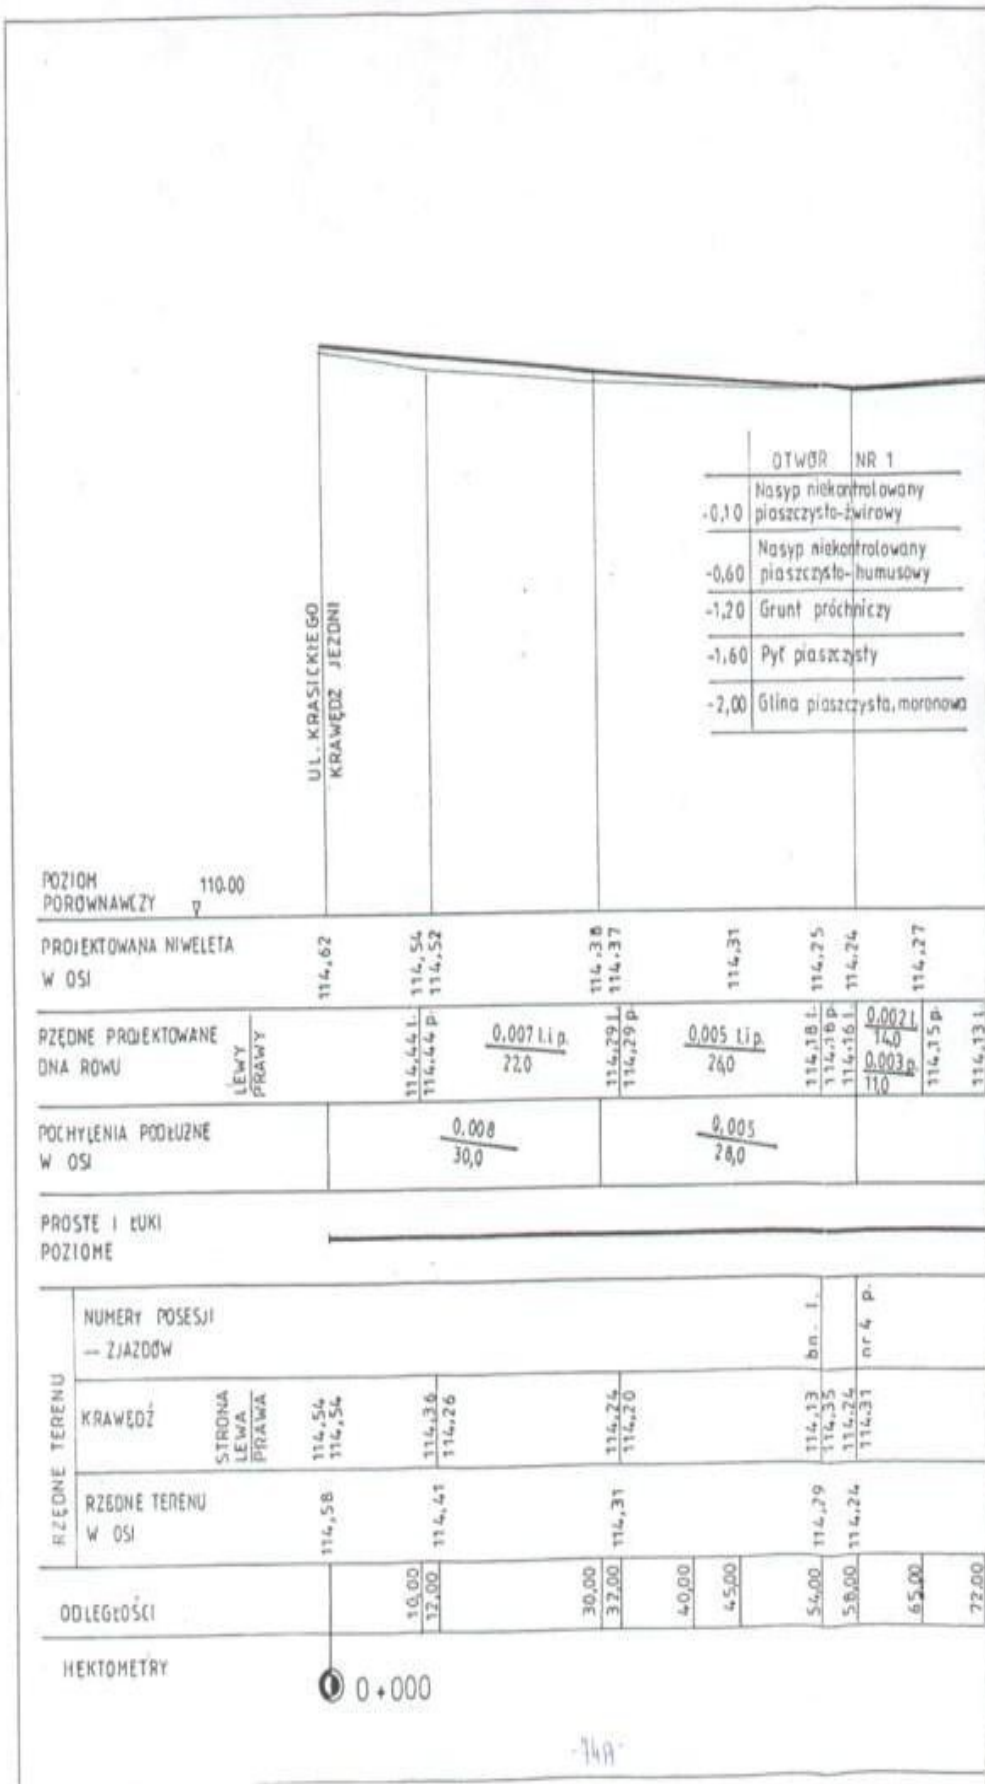 OTWÓR NR 1
Nasyp niekontrolowany
-0,10 piaszczysto-żwirowy
Nasyp niekontrolowany
-0,60 piaszczysto-humusowy
-1,20 Grunt próchniczy
-1,60 Pył piaszczysty
-2,00 Glina piaszczysta, moronowa
UL. KRASICKIEGO
KRAWĘDZ JEZDNI
POZIOM
PORÓWNAWCZY 110.00
PROJEKTOWANA NIWELETA
W OSI
114,62 114,54 114,52 114,38 114,37 114,31 114,25 114,24 114,27
RZĘDNE PROJEKTOWANE
DNA ROWU
LEWY
PRAWY
114,44 l. 114,44 p. 114,29 l. 114,29 p. 114,18 l. 114,18 p. 114,16 l. 114,15 p. 114,13 l.
0,007 l.i p.
22,0
0,005 l.i p.
26,0
0,002 l.
14,0
0,003 p.
11,0
POCHYLENIA PODŁUŻNE
W OSI
0,008
30,0
0,005
28,0
PROSTE I ŁUKI
POZIOME
RZĘDNE TERENU
NUMERY POSESJI
— ZJAZDÓW
bn. l. nr 4 p.
KRAWĘDŹ
STRONA
LEWA
PRAWA
114,54 114,54 114,36 114,26 114,24 114,20 114,13 114,35 114,24 114,31
RZĘDNE TERENU
W OSI
114,58 114,41 114,31 114,29 114,24
ODLEGŁOŚCI
10,00 12,00 30,00 32,00 40,00 45,00 54,00 58,00 65,00 72,00
HEKTOMETRY
0+000